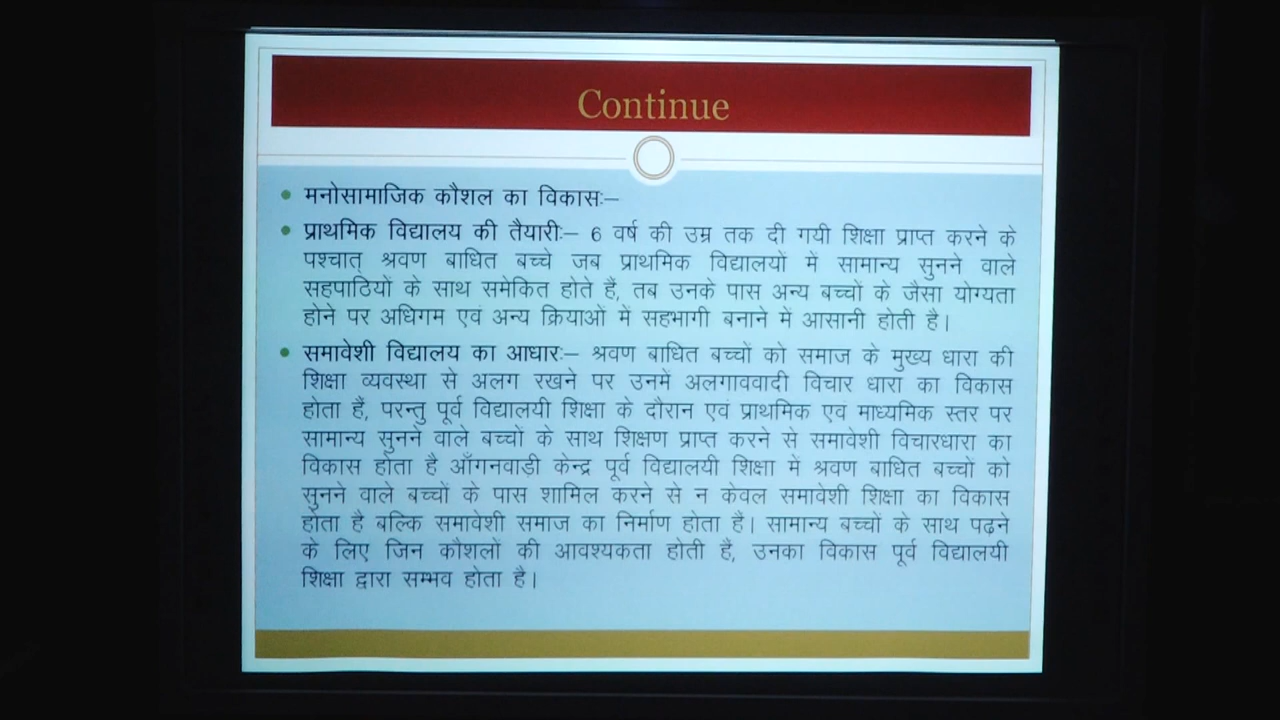 Continue
• मनोसामाजिक कौशल का विकास:–
• प्राथमिक विद्यालय की तैयारी:– 6 वर्ष की उम्र तक दी गयी शिक्षा प्राप्त करने के
पश्चात् श्रवण बाधित बच्चे जब प्राथमिक विद्यालयों में सामान्य सुनने वाले
सहपाठियों के साथ समेकित होते हैं, तब उनके पास अन्य बच्चों के जैसा योग्यता
होने पर अधिगम एवं अन्य क्रियाओं में सहभागी बनाने में आसानी होती है।
• समावेशी विद्यालय का आधार:– श्रवण बाधित बच्चों को समाज के मुख्य धारा की
शिक्षा व्यवस्था से अलग रखने पर उनमें अलगाववादी विचार धारा का विकास
होता हैं, परन्तु पूर्व विद्यालयी शिक्षा के दौरान एवं प्राथमिक एवं माध्यमिक स्तर पर
सामान्य सुनने वाले बच्चों के साथ शिक्षण प्राप्त करने से समावेशी विचारधारा का
विकास होता है आँगनवाड़ी केन्द्र पूर्व विद्यालयी शिक्षा में श्रवण बाधित बच्चों को
सुनने वाले बच्चों के पास शामिल करने से न केवल समावेशी शिक्षा का विकास
होता है बल्कि समावेशी समाज का निर्माण होता है। सामान्य बच्चों के साथ पढ़ने
के लिए जिन कौशलों की आवश्यकता होती है, उनका विकास पूर्व विद्यालयी
शिक्षा द्वारा सम्भव होता है।